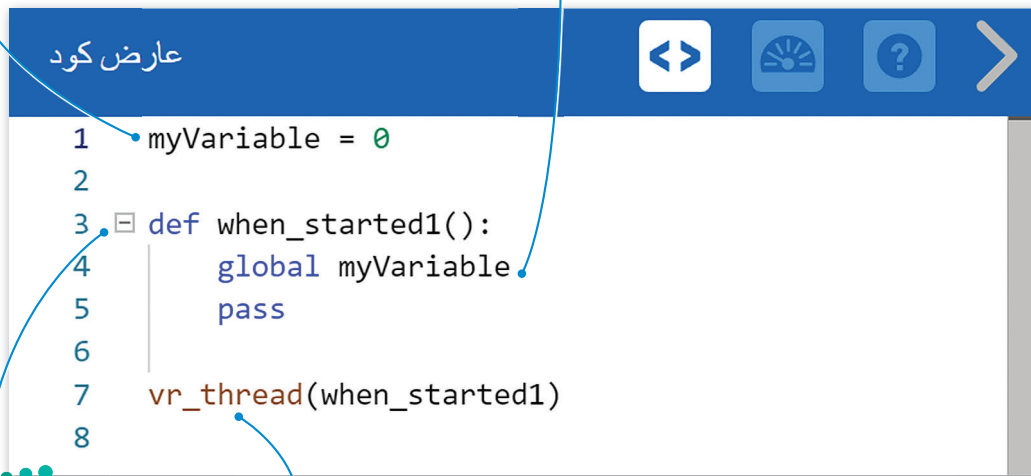 عارض كود
1 myVariable = 0
2
3 def when_started1():
4 global myVariable
5 pass
6
7 vr_thread(when_started1)
8